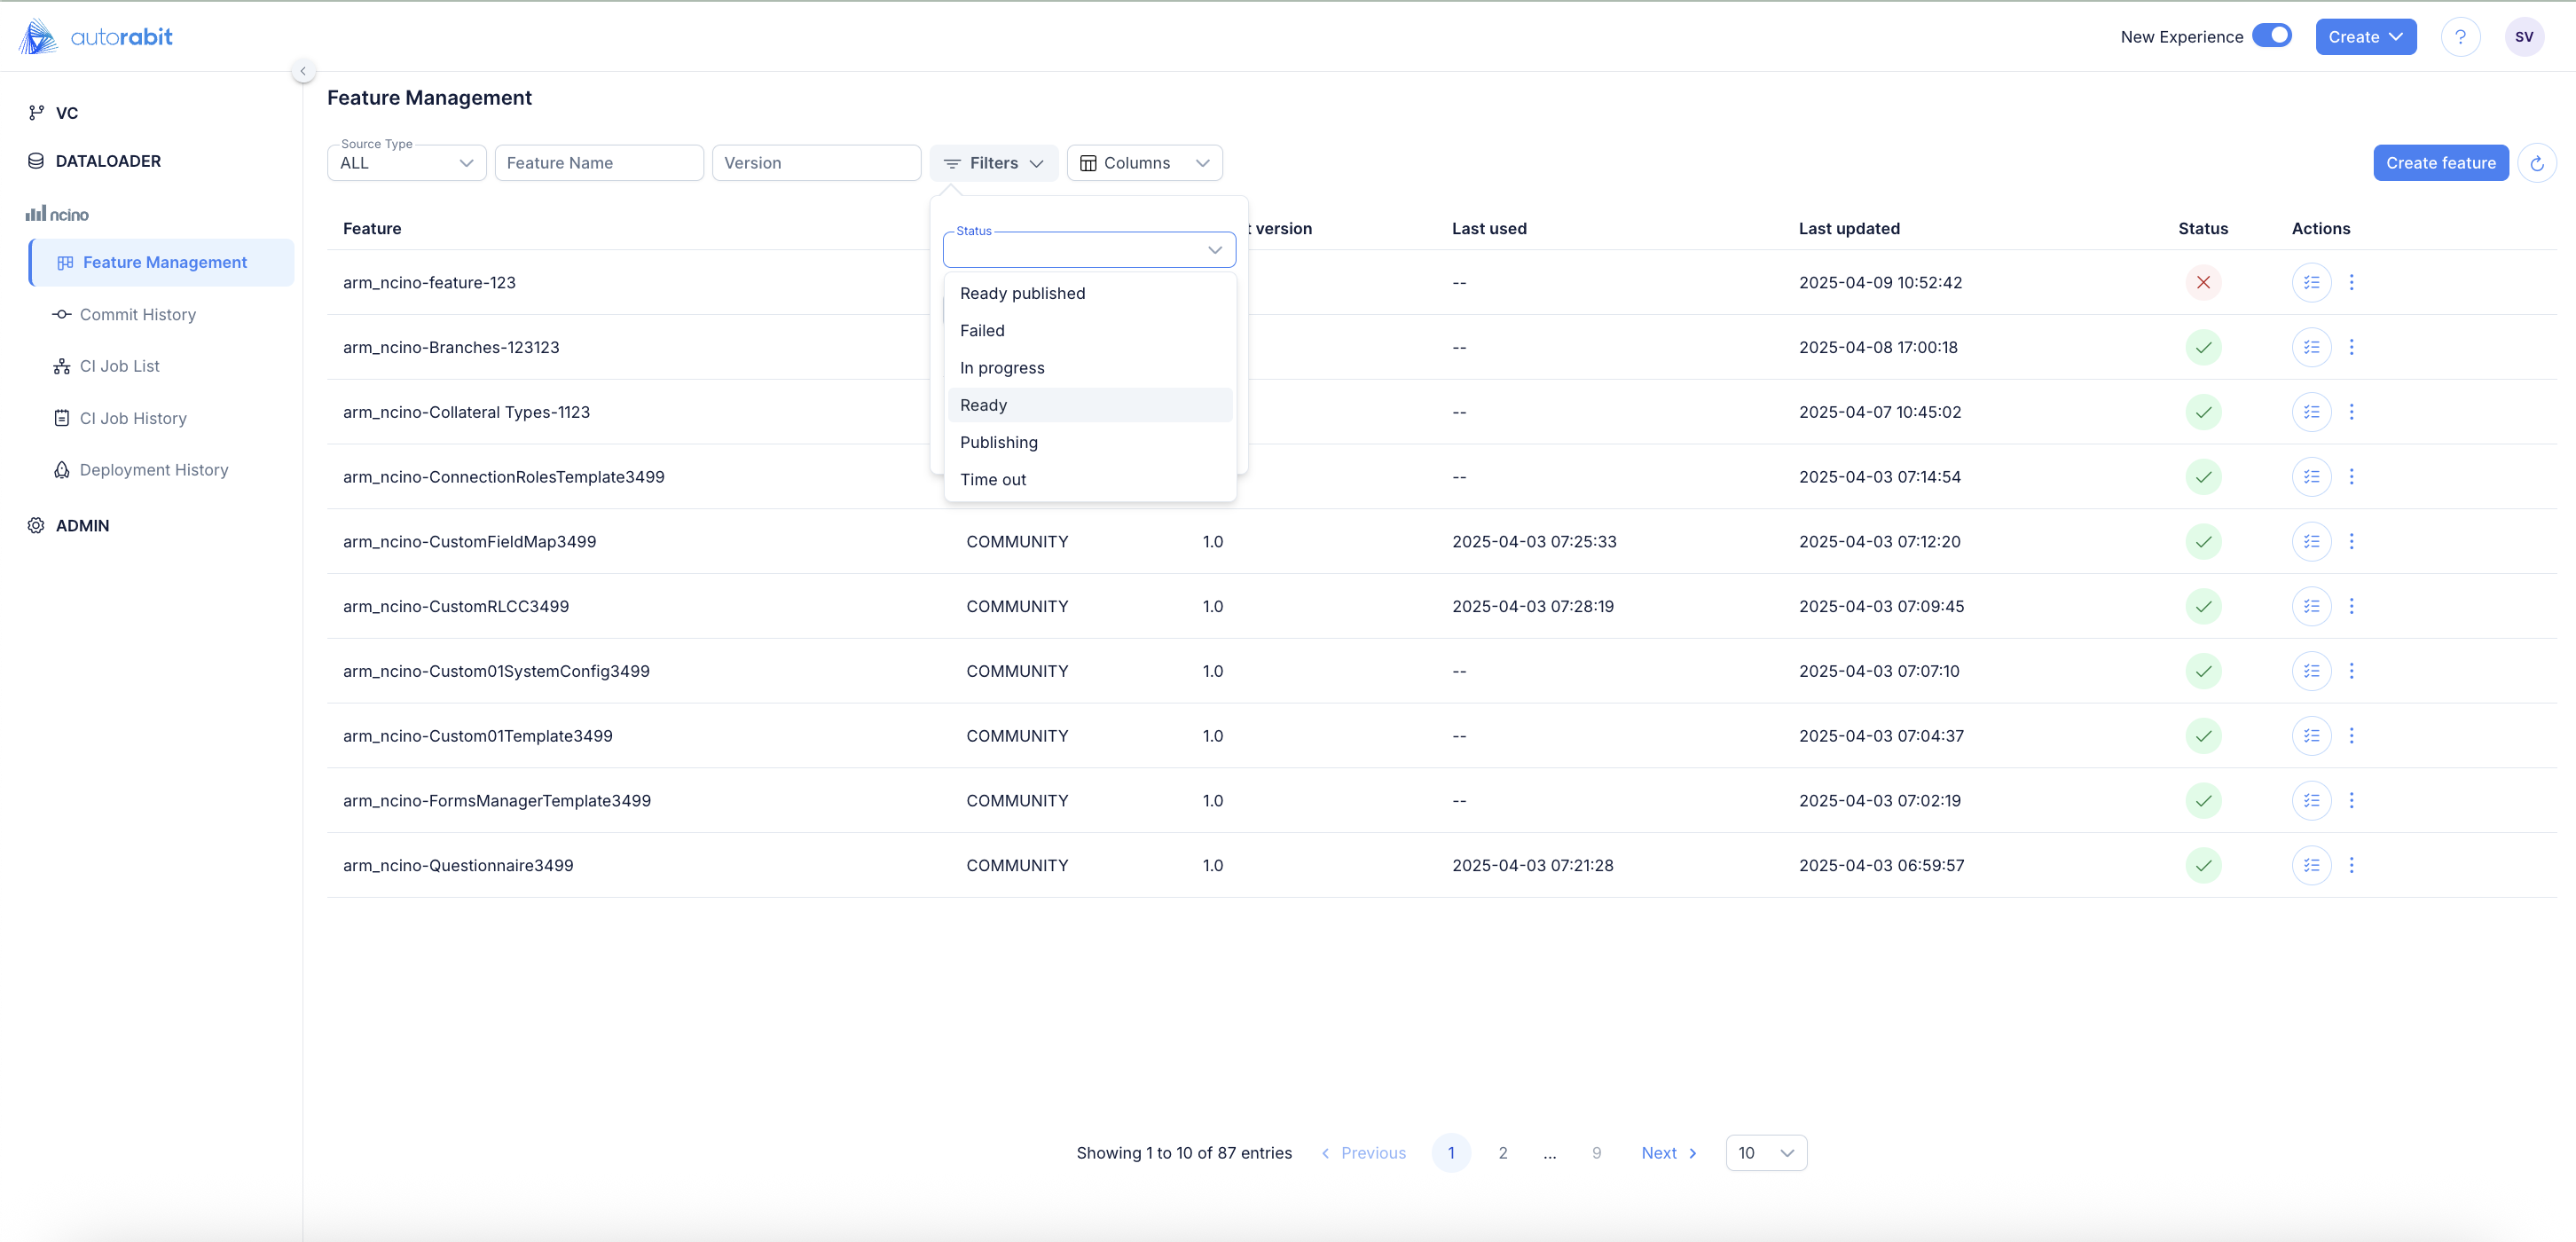 autorabit
New Experience
Create
?
SV
VC
DATALOADER
ncino
Feature Management
Commit History
CI Job List
CI Job History
Deployment History
ADMIN
Feature Management
Source Type
ALL
Feature Name
Version
Filters
Columns
Create feature
Feature
t version
Last used
Last updated
Status
Actions
Status
Ready published
Failed
In progress
Ready
Publishing
Time out
arm_ncino-feature-123 -- 2025-04-09 10:52:42
arm_ncino-Branches-123123 -- 2025-04-08 17:00:18
arm_ncino-Collateral Types-1123 -- 2025-04-07 10:45:02
arm_ncino-ConnectionRolesTemplate3499 -- 2025-04-03 07:14:54
arm_ncino-CustomFieldMap3499 COMMUNITY 1.0 2025-04-03 07:25:33 2025-04-03 07:12:20
arm_ncino-CustomRLCC3499 COMMUNITY 1.0 2025-04-03 07:28:19 2025-04-03 07:09:45
arm_ncino-Custom01SystemConfig3499 COMMUNITY 1.0 -- 2025-04-03 07:07:10
arm_ncino-Custom01Template3499 COMMUNITY 1.0 -- 2025-04-03 07:04:37
arm_ncino-FormsManagerTemplate3499 COMMUNITY 1.0 -- 2025-04-03 07:02:19
arm_ncino-Questionnaire3499 COMMUNITY 1.0 2025-04-03 07:21:28 2025-04-03 06:59:57
Showing 1 to 10 of 87 entries Previous 1 2 ... 9 Next 10